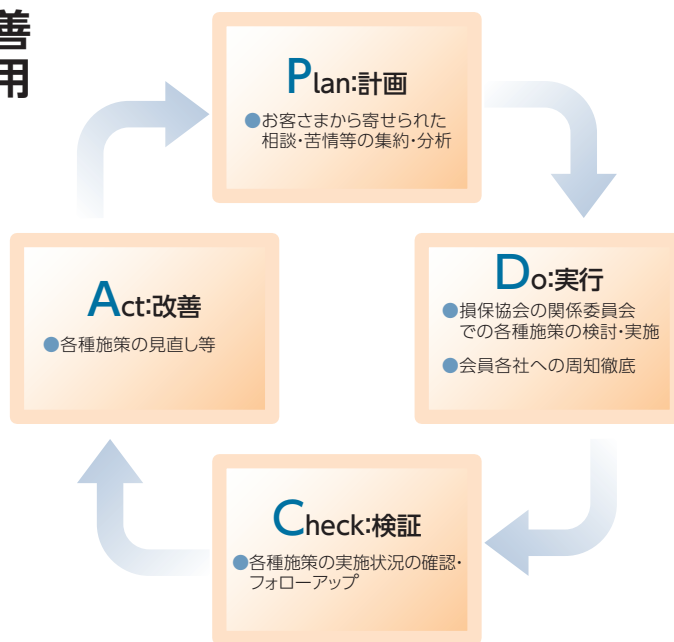 善
用
Plan:計画
●お客さまから寄せられた
相談・苦情等の集約・分析
Do:実行
●損保協会の関係委員会
での各種施策の検討・実施
●会員各社への周知徹底
Check:検証
●各種施策の実施状況の確認・
フォローアップ
Act:改善
●各種施策の見直し等